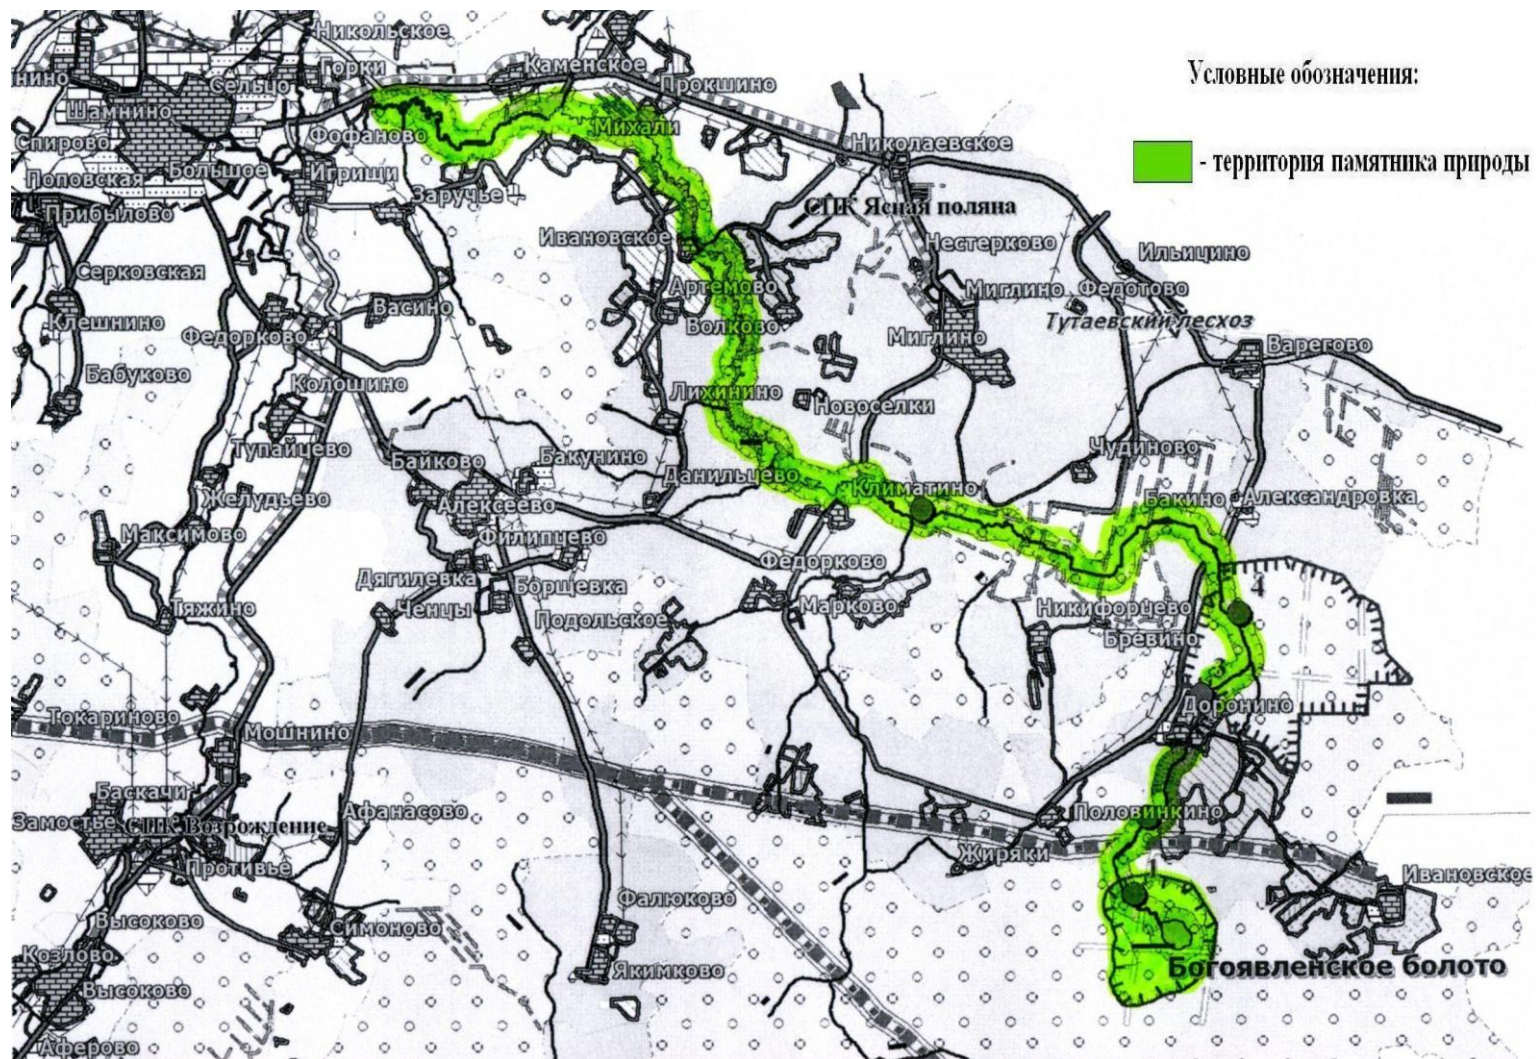 Никольское
Условные обозначения:
Каменское
Горки
нино
Сельцо
Прокшино
Шамнино
Михали
Фофаново
Спирово
Николаевское
- территория памятника природы
Большое
Игрищи
Поповская
Заручье
СПК Ясная поляна
Прибылово
Ивановское
Нестерково
Ильицино
Серковская
Артемово
Миглино
Федотово
Васино
Клешнино
Волково
Тутаевский лесхоз
Федорково
Миглино
Варегово
Бабуково
Колошино
Лихинино
Новоселки
Тупайцево
Чудиново
Байково
Бакунино
Данильцево
Климатино
Желудьево
Бакино
Александровка
Алексеево
Максимово
Филипцево
Федорково
Дягилевка
Борщевка
4
Тяжино
Ченцы
Подольское
Марково
Никифорцево
Бревино
Токариново
Доронино
Мошнино
Баскачи
Афанасово
Половинкино
Замостье
СПК Возрождение
Жиряки
Противье
Ивановское
Фалюково
Высоково
Симоново
Козлово
Якимково
Богоявленское болото
Высоково
Аферово